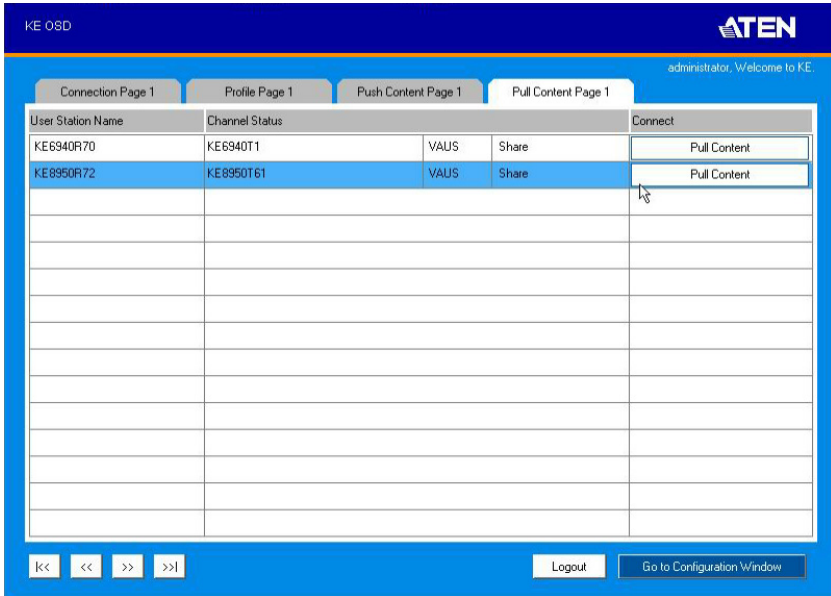 KE OSD
ATEN
administrator, Welcome to KE.
Connection Page 1 Profile Page 1 Push Content Page 1 Pull Content Page 1
User Station Name Channel Status Connect
KE6940R70 KE6940T1 VAUS Share Pull Content
KE8950R72 KE8950T61 VAUS Share Pull Content
|<< << >> >>| Logout Go to Configuration Window